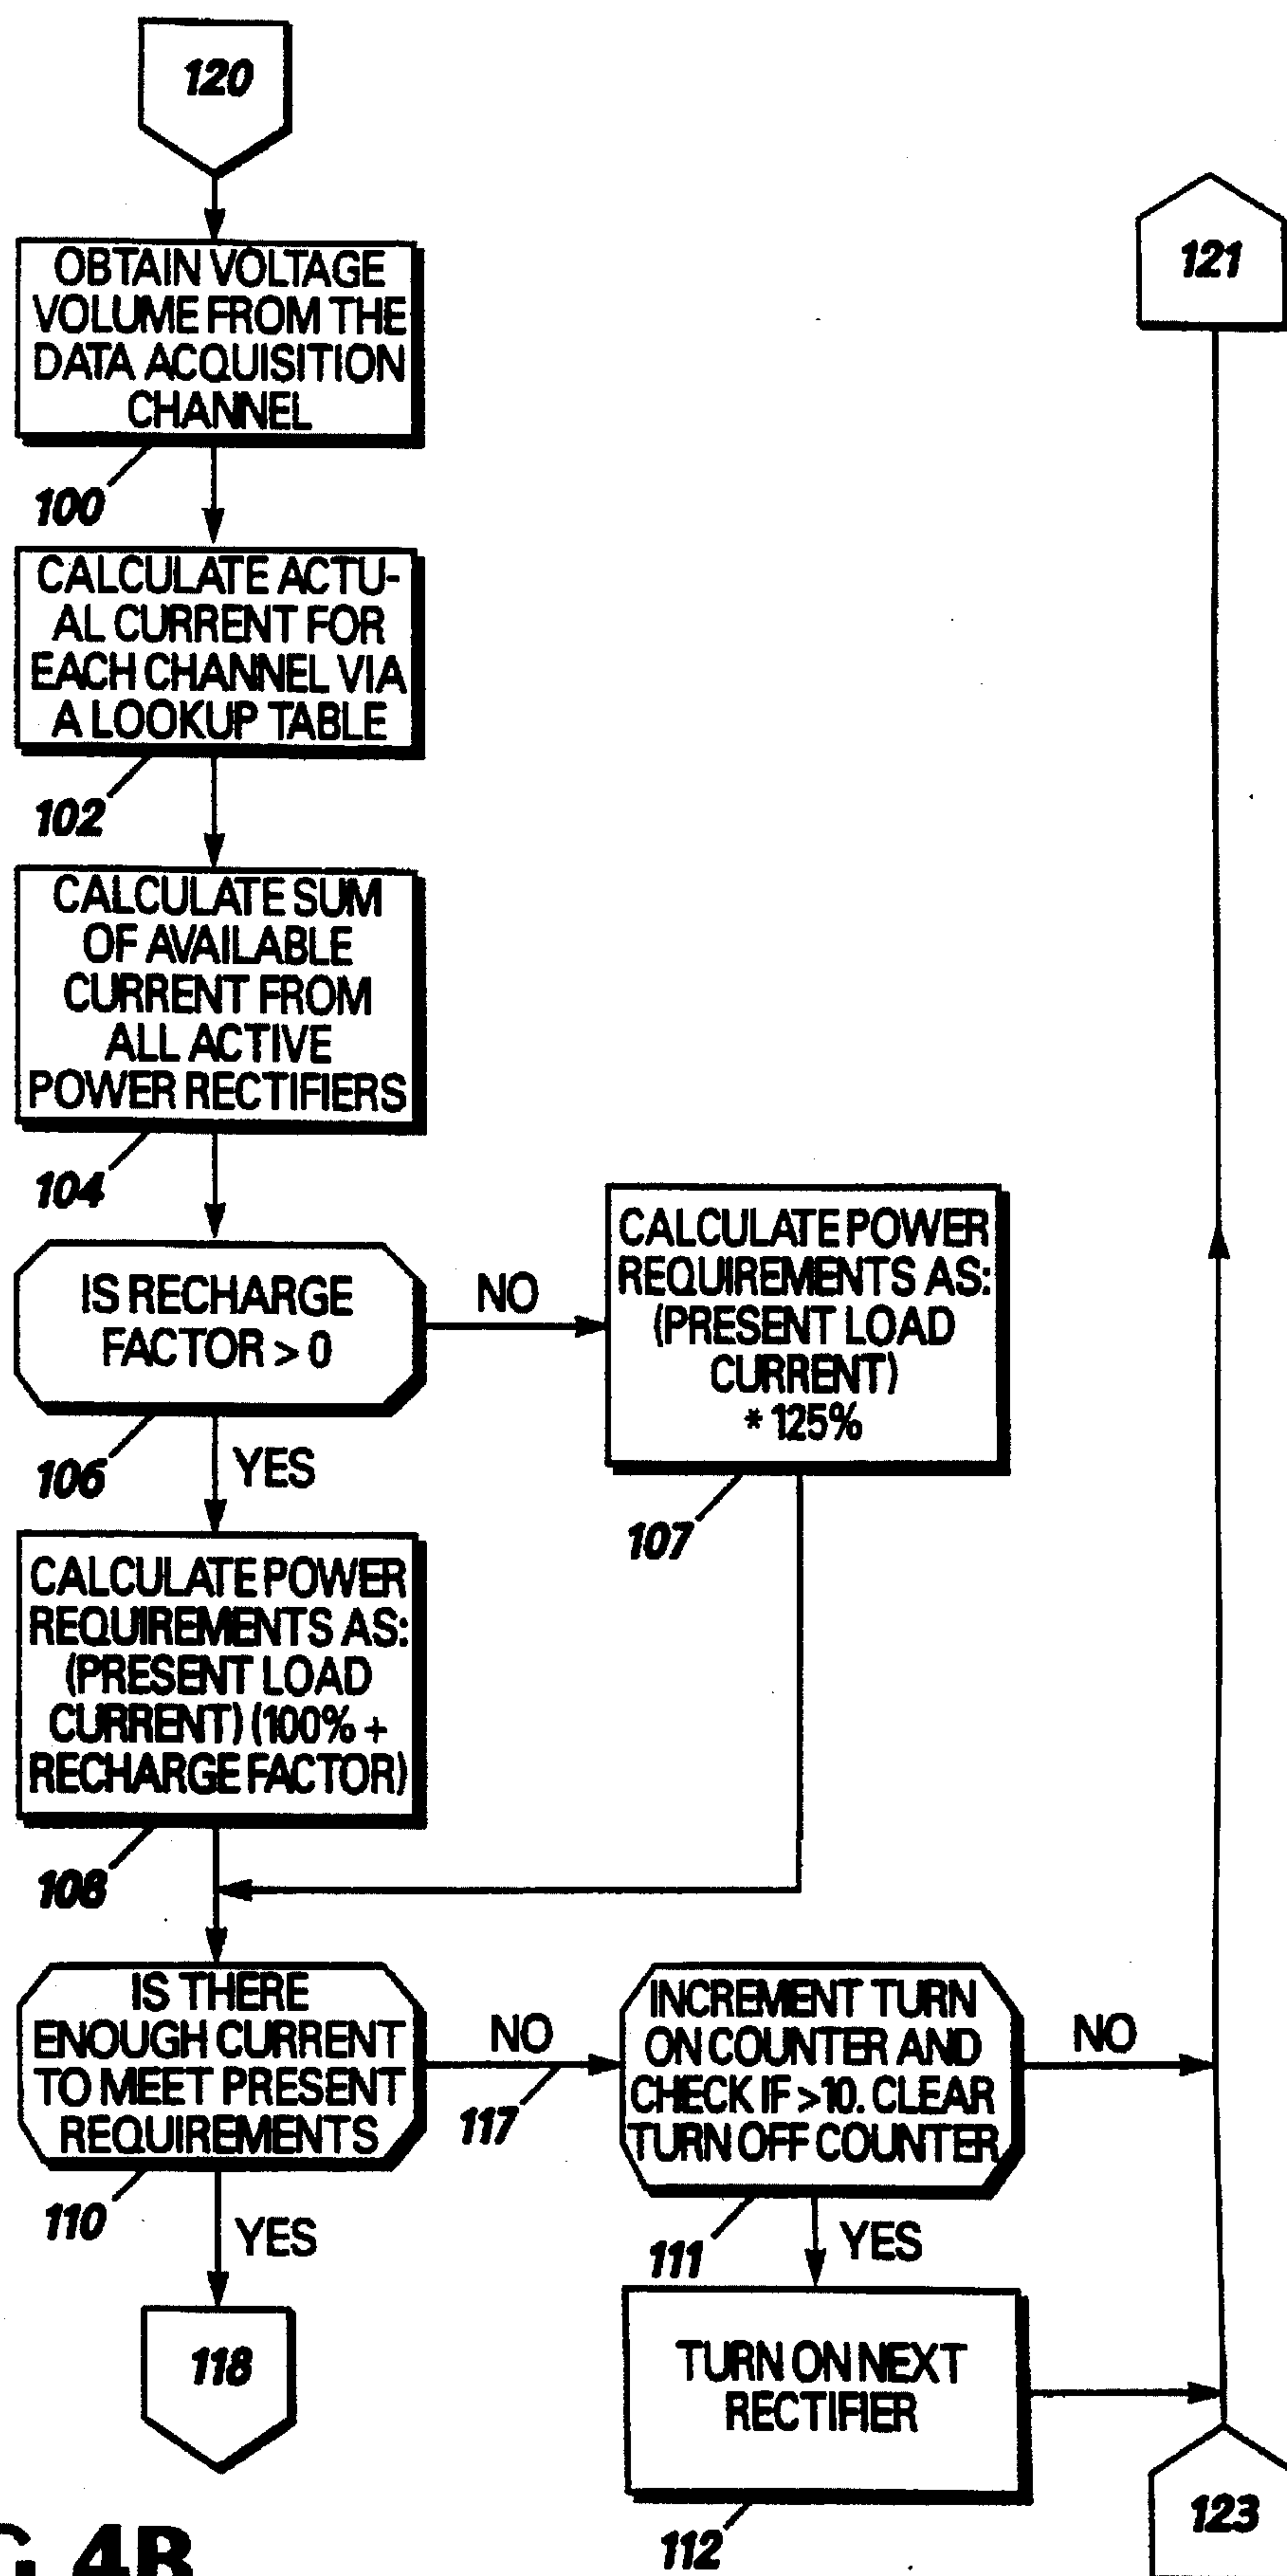 120
121
OBTAIN VOLTAGE
VOLUME FROM THE
DATA ACQUISITION
CHANNEL
100
CALCULATE ACTU-
AL CURRENT FOR
EACH CHANNEL VIA
A LOOKUP TABLE
102
CALCULATE SUM
OF AVAILABLE
CURRENT FROM
ALL ACTIVE
POWER RECTIFIERS
104
IS RECHARGE
FACTOR > 0
106
NO
CALCULATE POWER
REQUIREMENTS AS:
(PRESENT LOAD
CURRENT)
* 125%
107
YES
CALCULATE POWER
REQUIREMENTS AS:
(PRESENT LOAD
CURRENT) (100% +
RECHARGE FACTOR)
108
IS THERE
ENOUGH CURRENT
TO MEET PRESENT
REQUIREMENTS
110
NO
117
INCREMENT TURN
ON COUNTER AND
CHECK IF >10. CLEAR
TURN OFF COUNTER
111
NO
YES
118
YES
TURN ON NEXT
RECTIFIER
112
123
4B